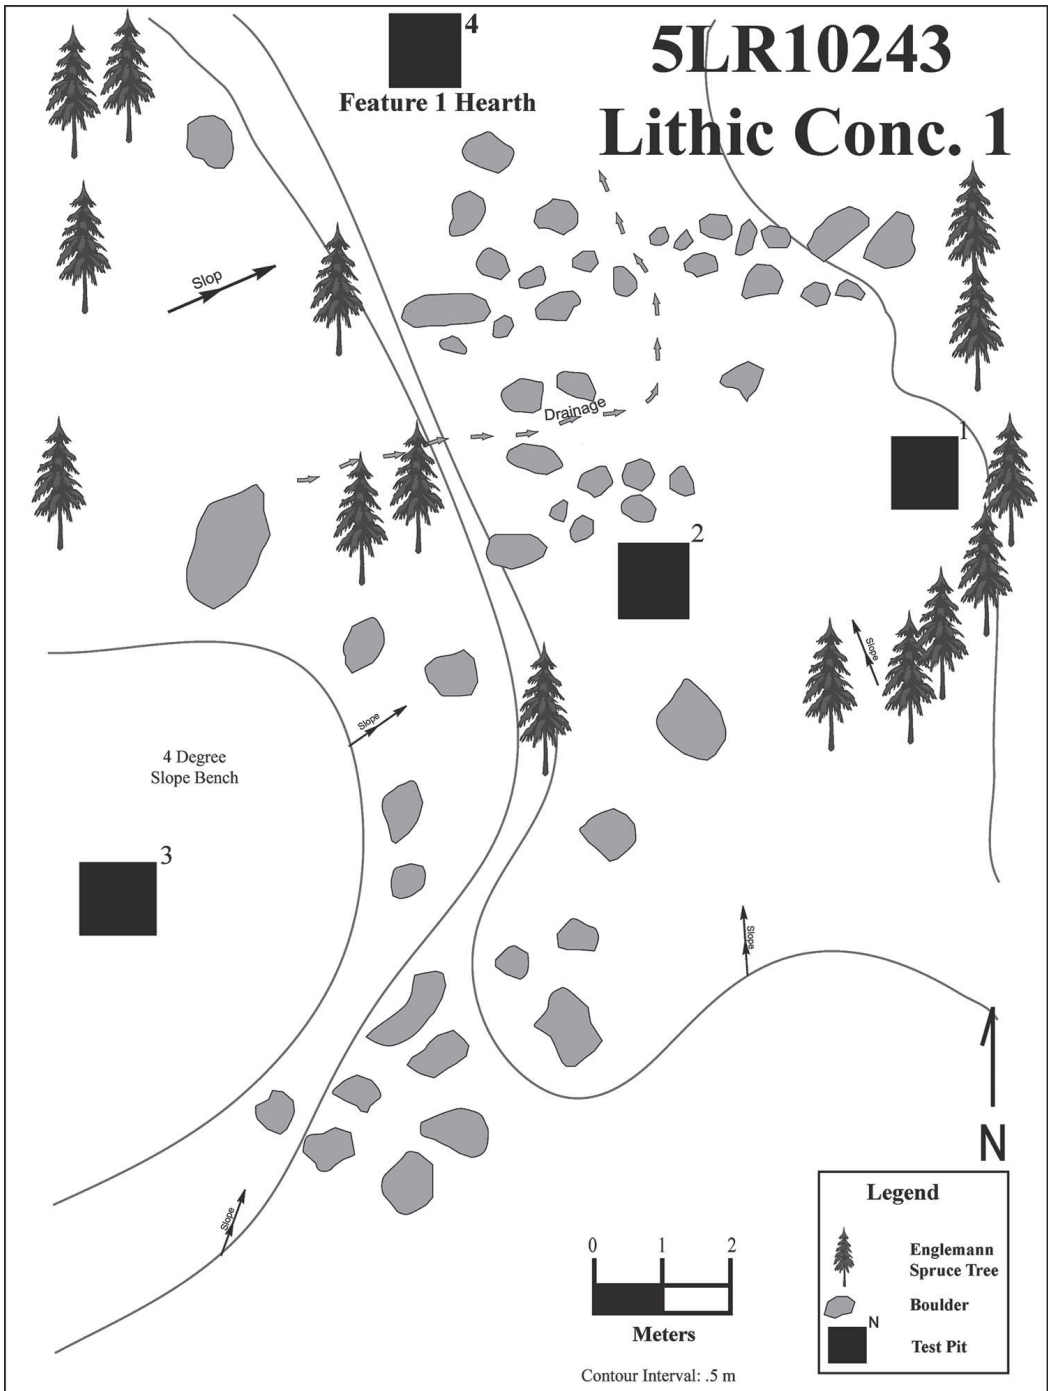 5LR10243
Lithic Conc. 1
4
Feature 1 Hearth
Slop
Drainage
1
2
Slope
Slope
4 Degree
Slope Bench
3
Slope
Slope
N
Legend
Englemann
Spruce Tree
Boulder
N
Test Pit
0 1 2
Meters
Contour Interval: .5 m